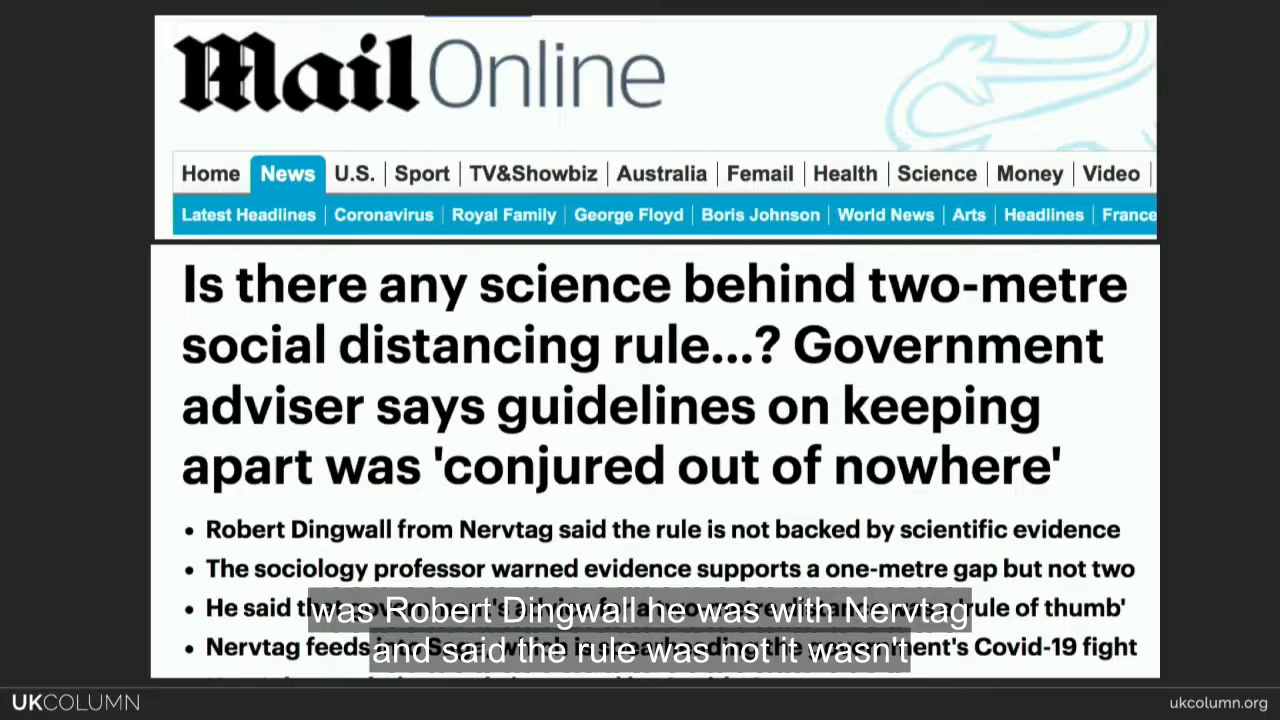 Mail Online
Home News U.S. Sport TV&Showbiz Australia Femail Health Science Money Video
Latest Headlines Coronavirus Royal Family George Floyd Boris Johnson World News Arts Headlines France
Is there any science behind two-metre
social distancing rule...? Government
adviser says guidelines on keeping
apart was 'conjured out of nowhere'
• Robert Dingwall from Nervtag said the rule is not backed by scientific evidence
• The sociology professor warned evidence supports a one-metre gap but not two
• He said rule of thumb'
was Robert Dingwall he was with Nervtag
• Nervtag feeds government's Covid-19 fight
and said the rule was not it wasn't
UKCOLUMN
ukcolumn.org